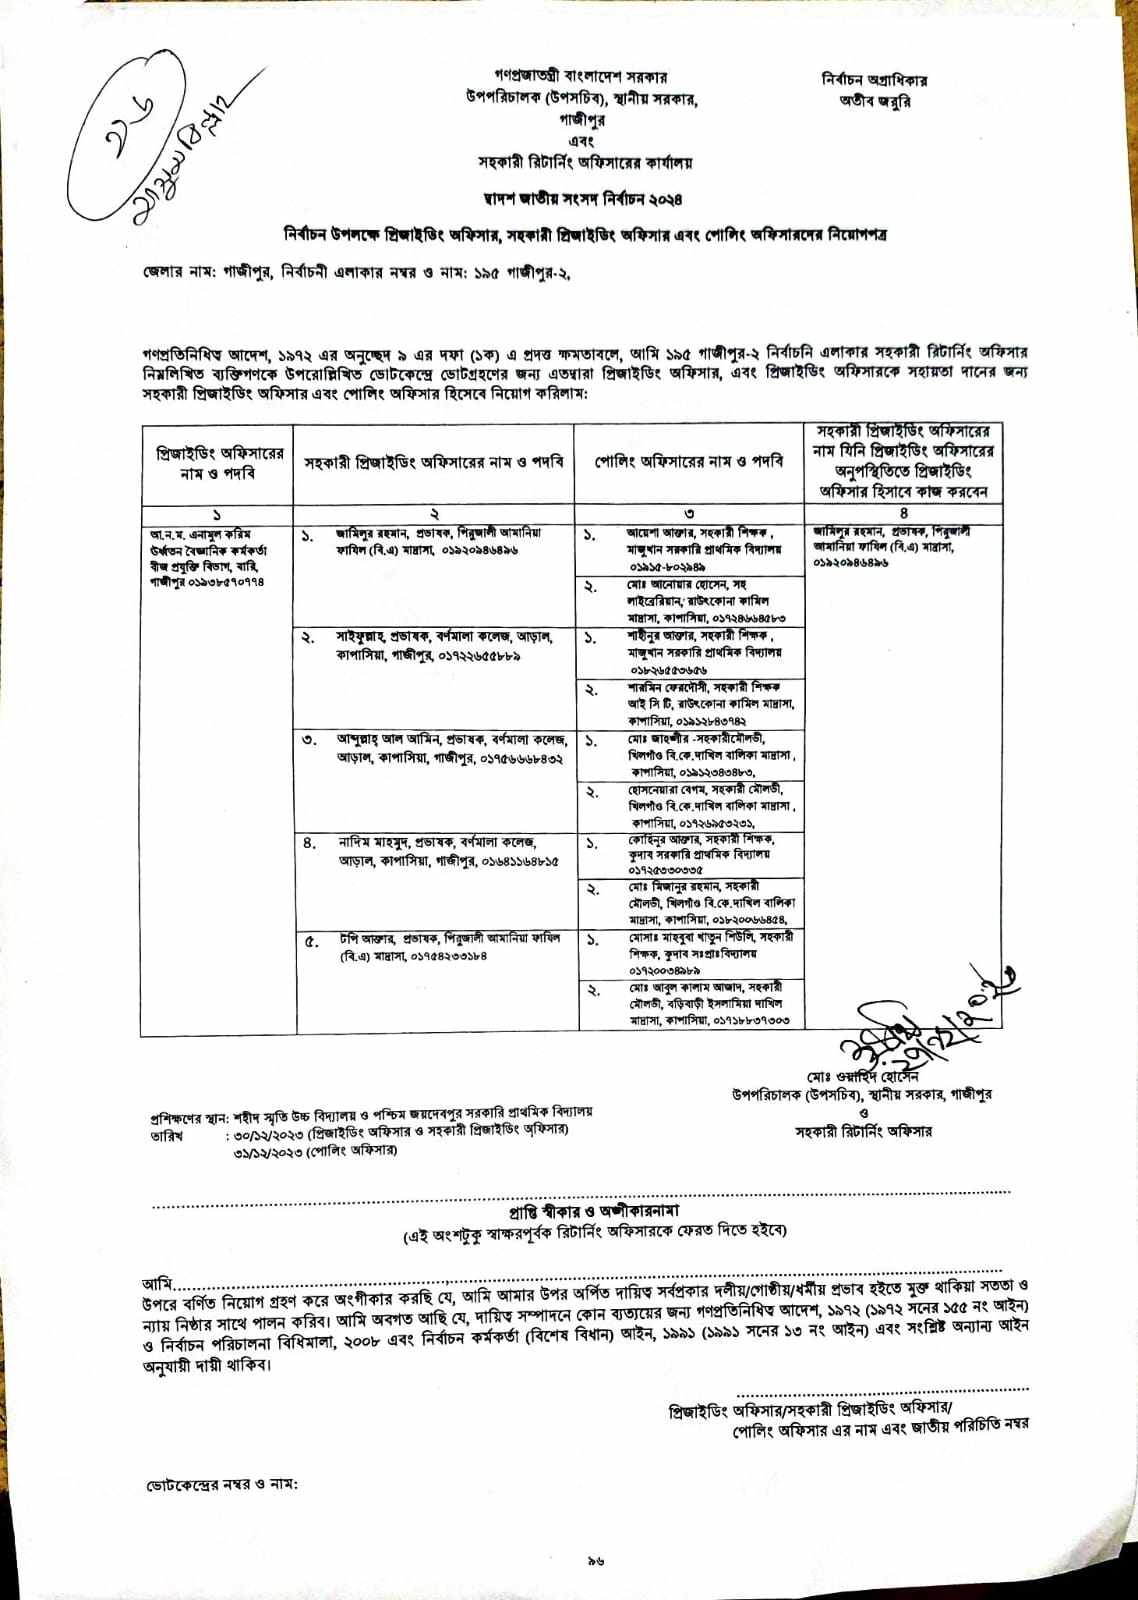 ২৬
গণপ্রজাতন্ত্রী বাংলাদেশ সরকার
উপপরিচালক (উপসচিব), স্থানীয় সরকার,
গাজীপুর
এবং
সহকারী রিটার্নিং অফিসারের কার্যালয়
নির্বাচন অগ্রাধিকার
অতীব জরুরি
দ্বাদশ জাতীয় সংসদ নির্বাচন ২০২৪
নির্বাচন উপলক্ষে প্রিজাইডিং অফিসার, সহকারী প্রিজাইডিং অফিসার এবং পোলিং অফিসারদের নিয়োগপত্র
জেলার নাম: গাজীপুর, নির্বাচনী এলাকার নম্বর ও নাম: ১৯৫ গাজীপুর-২,
গণপ্রতিনিধিত্ব আদেশ, ১৯৭২ এর অনুচ্ছেদ ৯ এর দফা (১ক) এ প্রদত্ত ক্ষমতাবলে, আমি ১৯৫ গাজীপুর-২ নির্বাচনি এলাকার সহকারী রিটার্নিং অফিসার
নিম্নলিখিত ব্যক্তিগণকে উপরোল্লিখিত ভোটকেন্দ্রে ভোটগ্রহণের জন্য এতদ্বারা প্রিজাইডিং অফিসার, এবং প্রিজাইডিং অফিসারকে সহায়তা দানের জন্য
সহকারী প্রিজাইডিং অফিসার এবং পোলিং অফিসার হিসেবে নিয়োগ করিলাম:
প্রিজাইডিং অফিসারের
নাম ও পদবি
সহকারী প্রিজাইডিং অফিসারের নাম ও পদবি
পোলিং অফিসারের নাম ও পদবি
সহকারী প্রিজাইডিং অফিসারের
নাম যিনি প্রিজাইডিং অফিসারের
অনুপস্থিতিতে প্রিজাইডিং
অফিসার হিসাবে কাজ করবেন
১ ২ ৩ ৪
আ.ন.ম. এনামুল করিম
উর্ধ্বতন বৈজ্ঞানিক কর্মকর্তা
বীজ প্রযুক্তি বিভাগ, বারি,
গাজীপুর ০১৯৩৮৫৭০৭৭৪
১. জামিলুর রহমান, প্রভাষক, পিরুজালী আমানিয়া
ফাযিল (বি.এ) মাদ্রাসা, ০১৯২০৯৪৬৪৯৬
১. আয়েশা আক্তার, সহকারী শিক্ষক ,
মাজুখান সরকারি প্রাথমিক বিদ্যালয়
০১৯১৫-৮০২৯৪৯
২. মোঃ আনোয়ার হোসেন, সহ
লাইব্রেরিয়ান, রাউৎকোনা কামিল
মাদ্রাসা, কাপাসিয়া, ০১৭২৪৬৬৪৫৮৩
জামিলুর রহমান, প্রভাষক, পিরুজালী
আমানিয়া ফাযিল (বি.এ) মাদ্রাসা,
০১৯২০৯৪৬৪৯৬
২. সাইফুল্লাহ, প্রভাষক, বর্ণমালা কলেজ, আড়াল,
কাপাসিয়া, গাজীপুর, ০১৭২২৬৫৫৮৮৯
১. শাহীনুর আক্তার, সহকারী শিক্ষক ,
মাজুখান সরকারি প্রাথমিক বিদ্যালয়
০১৮২৬৫৫৩৬৫৬
২. শারমিন ফেরদৌসী, সহকারী শিক্ষক
আই সি টি, রাউৎকোনা কামিল মাদ্রাসা,
কাপাসিয়া, ০১৯১২৮৪৩৭৪২
৩. আব্দুল্লাহ আল আমিন, প্রভাষক, বর্ণমালা কলেজ,
আড়াল, কাপাসিয়া, গাজীপুর, ০১৭৫৬৬৬৮৪৩২
১. মোঃ জাহাঙ্গীর -সহকারীমৌলভী,
খিলগাঁও বি.কে.দাখিল বালিকা মাদ্রাসা ,
কাপাসিয়া, ০১৯১২৩৪৩৪৮৩,
২. হোসনেয়ারা বেগম, সহকারী মৌলভী,
খিলগাঁও বি.কে.দাখিল বালিকা মাদ্রাসা ,
কাপাসিয়া, ০১৭২৬৯৫৩২৩১,
৪. নাদিম মাহমুদ, প্রভাষক, বর্ণমালা কলেজ,
আড়াল, কাপাসিয়া, গাজীপুর, ০১৬৪১১৬৪৮১৫
১. কোহিনুর আক্তার, সহকারী শিক্ষক,
কুদাব সরকারি প্রাথমিক বিদ্যালয়
০১৭২৫৩৩০৩৩৫
২. মোঃ মিজানুর রহমান, সহকারী
মৌলভী, খিলগাঁও বি.কে.দাখিল বালিকা
মাদ্রাসা, কাপাসিয়া, ০১৮২০০৬৬৪৫৪,
৫. টপি আক্তার, প্রভাষক, পিরুজালী আমানিয়া ফাযিল
(বি.এ) মাদ্রাসা, ০১৭৫৪২৩৩১৮৪
১. মোসাঃ মাহবুবা খাতুন শিউলি, সহকারী
শিক্ষক, কুদাব সঃপ্রাঃবিদ্যালয়
০১৭২০০৩৪৯৮৯
২. মোঃ আবুল কালাম আজাদ, সহকারী
মৌলভী, বড়িবাড়ী ইসলামিয়া দাখিল
মাদ্রাসা, কাপাসিয়া, ০১৭১৮৮৩৭৩০৩
মোঃ ওয়াহিদ হোসেন
উপপরিচালক (উপসচিব), স্থানীয় সরকার, গাজীপুর
ও
সহকারী রিটার্নিং অফিসার
প্রশিক্ষণের স্থান: শহীদ স্মৃতি উচ্চ বিদ্যালয় ও পশ্চিম জয়দেবপুর সরকারি প্রাথমিক বিদ্যালয়
তারিখ : ৩০/১২/২০২৩ (প্রিজাইডিং অফিসার ও সহকারী প্রিজাইডিং অফিসার)
৩১/১২/২০২৩ (পোলিং অফিসার)
প্রাপ্তি স্বীকার ও অঙ্গীকারনামা
(এই অংশটুকু স্বাক্ষরপূর্বক রিটার্নিং অফিসারকে ফেরত দিতে হইবে)
আমি..........................................................
উপরে বর্ণিত নিয়োগ গ্রহণ করে অংগীকার করছি যে, আমি আমার উপর অর্পিত দায়িত্ব সর্বপ্রকার দলীয়/গোষ্ঠীয়/ধর্মীয় প্রভাব হইতে মুক্ত থাকিয়া সততা ও
ন্যায় নিষ্ঠার সাথে পালন করিব। আমি অবগত আছি যে, দায়িত্ব সম্পাদনে কোন ব্যত্যয়ের জন্য গণপ্রতিনিধিত্ব আদেশ, ১৯৭২ (১৯৭২ সনের ১৫৫ নং আইন)
ও নির্বাচন পরিচালনা বিধিমালা, ২০০৮ এবং নির্বাচন কর্মকর্তা (বিশেষ বিধান) আইন, ১৯৯১ (১৯৯১ সনের ১৩ নং আইন) এবং সংশ্লিষ্ট অন্যান্য আইন
অনুযায়ী দায়ী থাকিব।
প্রিজাইডিং অফিসার/সহকারী প্রিজাইডিং অফিসার/
পোলিং অফিসার এর নাম এবং জাতীয় পরিচিতি নম্বর
ভোটকেন্দ্রের নম্বর ও নাম:
৯৬